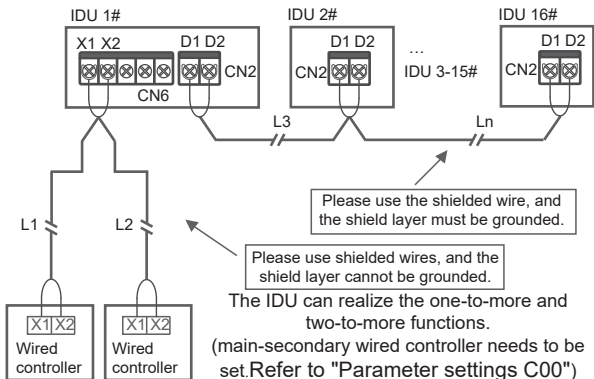 IDU 1# IDU 2# IDU 16#
X1 X2 D1 D2 D1 D2 ... D1 D2
CN2 CN2 IDU 3-15# CN2
CN6
L3 Ln
Please use the shielded wire, and
the shield layer must be grounded.
L1 L2
Please use shielded wires, and the
shield layer cannot be grounded.
The IDU can realize the one-to-more and
two-to-more functions.
(main-secondary wired controller needs to be
set.Refer to "Parameter settings C00")
X1 X2 X1 X2
Wired
controller
Wired
controller